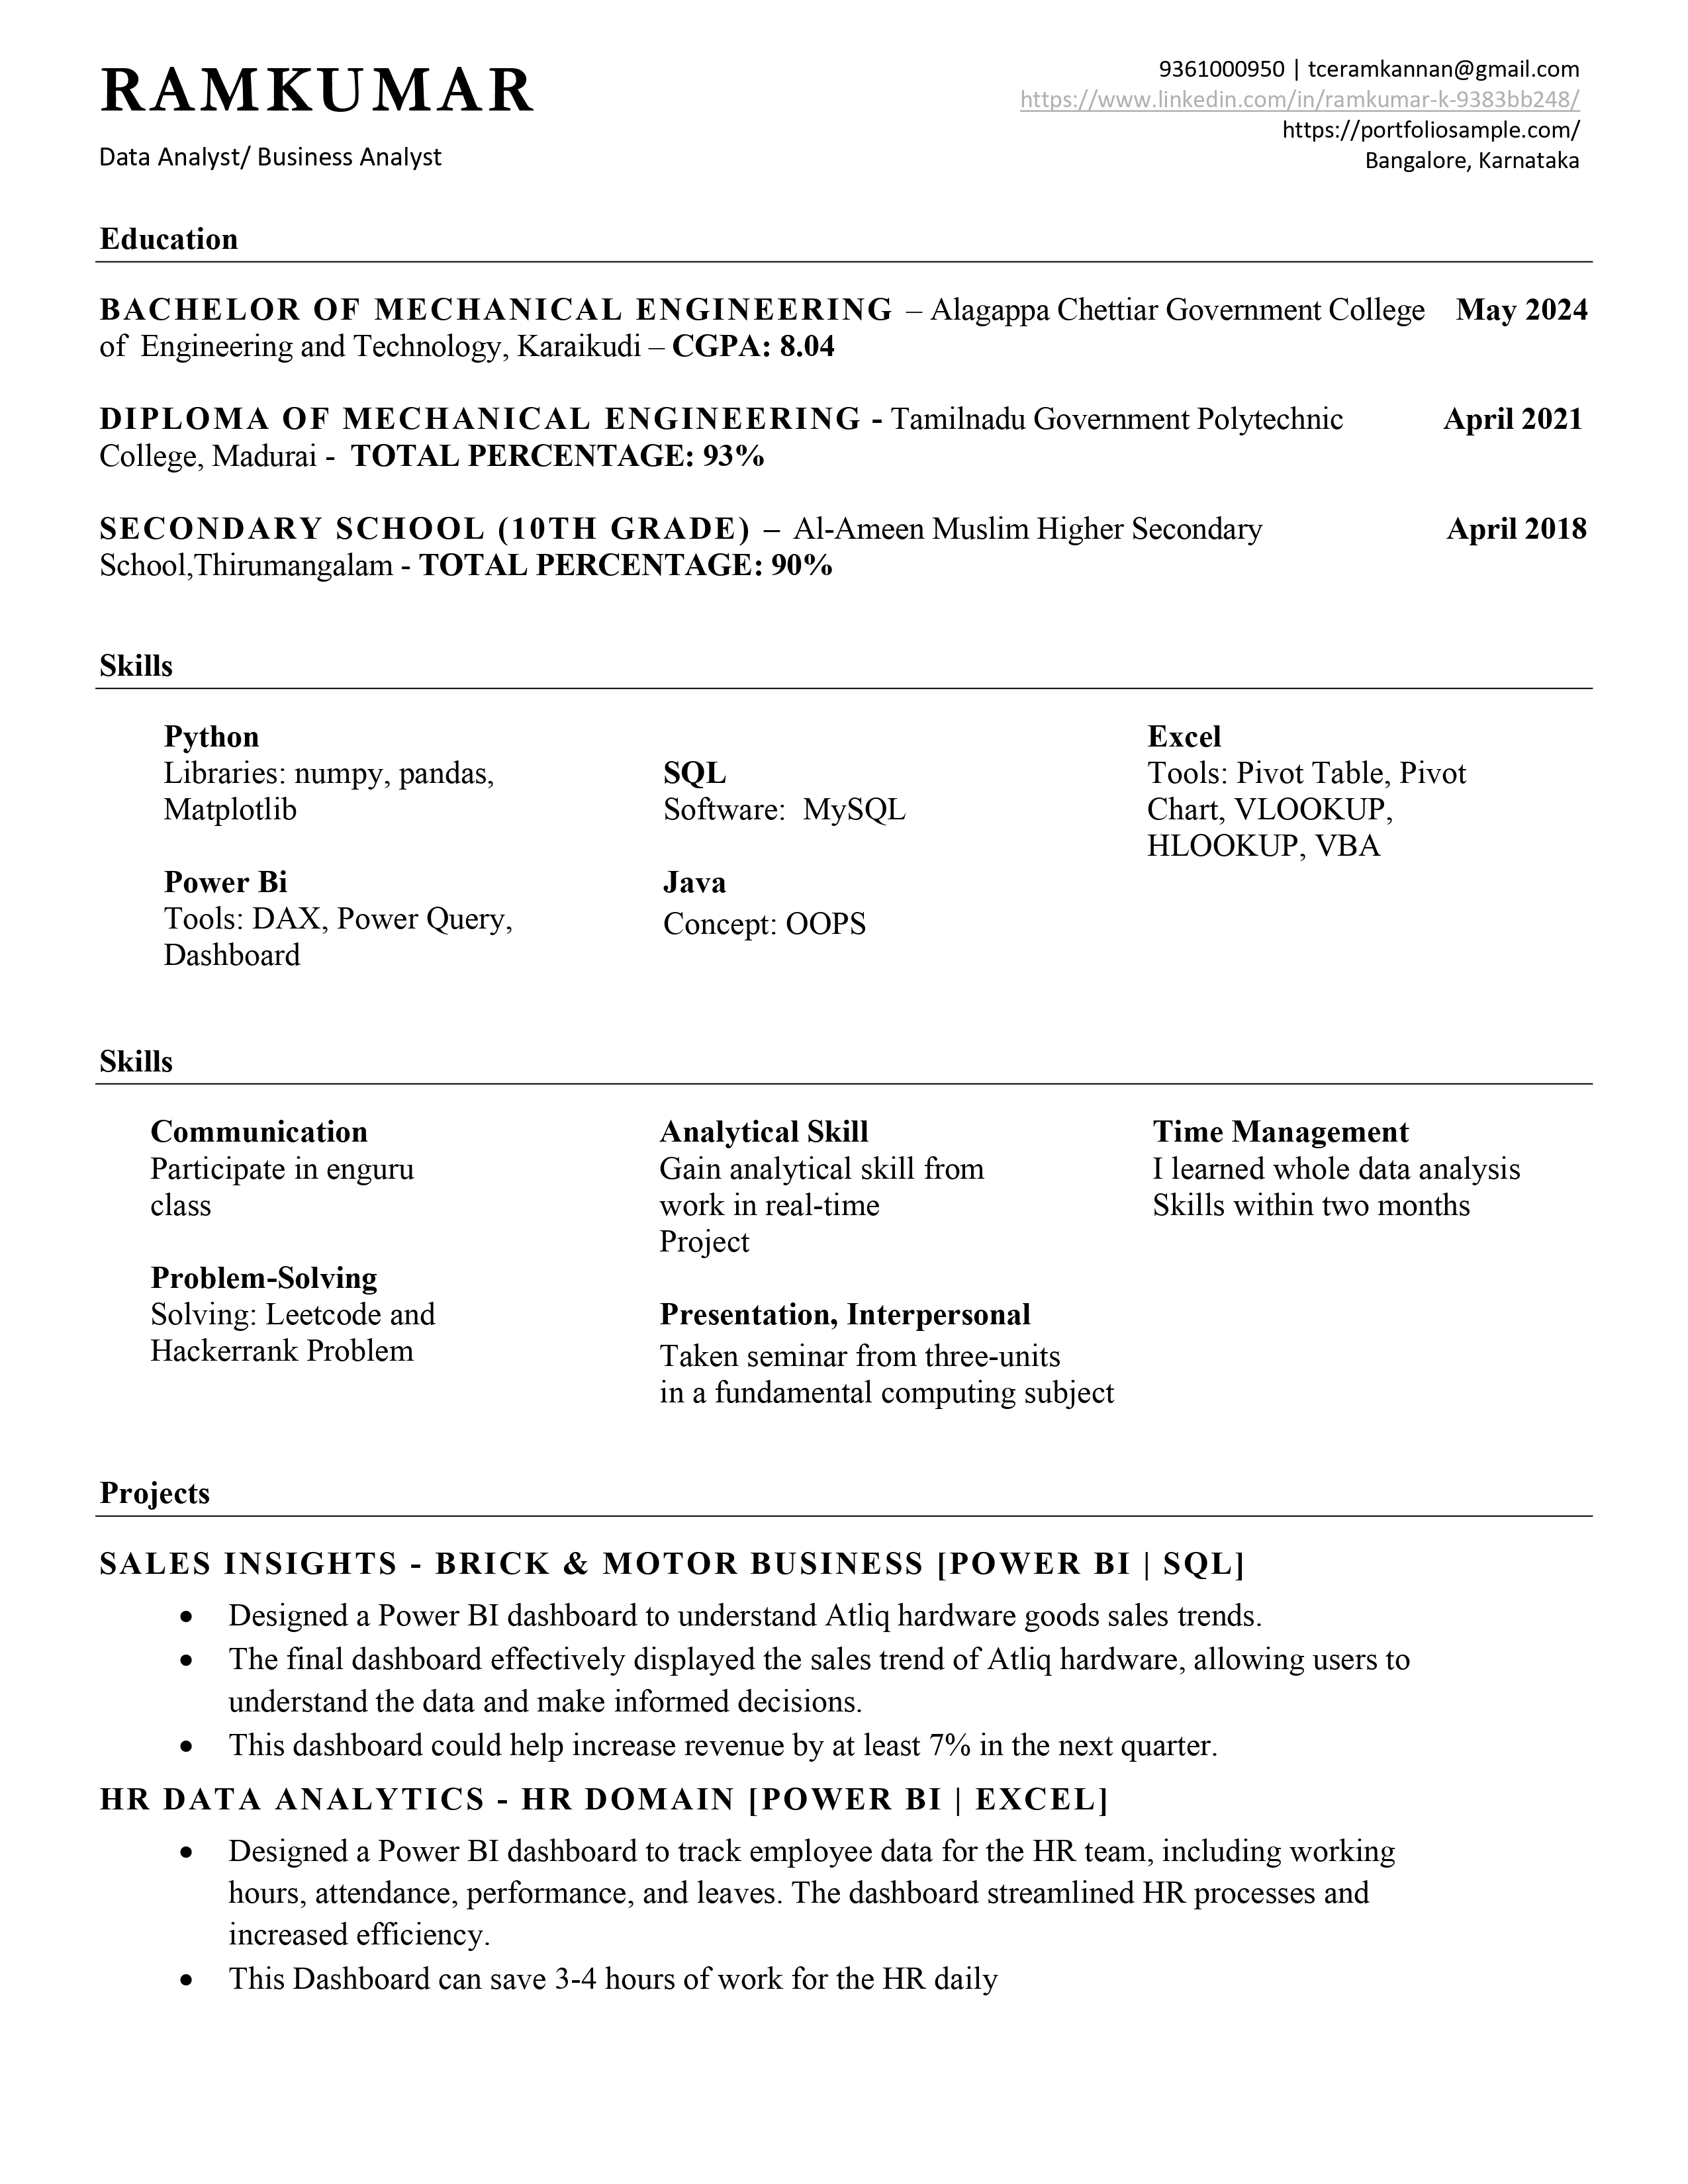 RAMKUMAR
Data Analyst/ Business Analyst
9361000950 | tceramkannan@gmail.com
https://www.linkedin.com/in/ramkumar-k-9383bb248/
https://portfoliosample.com/
Bangalore, Karnataka
Education
BACHELOR OF MECHANICAL ENGINEERING – Alagappa Chettiar Government College May 2024
of Engineering and Technology, Karaikudi – CGPA: 8.04
DIPLOMA OF MECHANICAL ENGINEERING - Tamilnadu Government Polytechnic April 2021
College, Madurai - TOTAL PERCENTAGE: 93%
SECONDARY SCHOOL (10TH GRADE) – Al-Ameen Muslim Higher Secondary April 2018
School,Thirumangalam - TOTAL PERCENTAGE: 90%
Skills
Python
Libraries: numpy, pandas,
Matplotlib
Power Bi
Tools: DAX, Power Query,
Dashboard
SQL
Software: MySQL
Java
Concept: OOPS
Excel
Tools: Pivot Table, Pivot
Chart, VLOOKUP,
HLOOKUP, VBA
Skills
Communication
Participate in enguru
class
Problem-Solving
Solving: Leetcode and
Hackerrank Problem
Analytical Skill
Gain analytical skill from
work in real-time
Project
Presentation, Interpersonal
Taken seminar from three-units
in a fundamental computing subject
Time Management
I learned whole data analysis
Skills within two months
Projects
SALES INSIGHTS - BRICK & MOTOR BUSINESS [POWER BI | SQL]
• Designed a Power BI dashboard to understand Atliq hardware goods sales trends.
• The final dashboard effectively displayed the sales trend of Atliq hardware, allowing users to
understand the data and make informed decisions.
• This dashboard could help increase revenue by at least 7% in the next quarter.
HR DATA ANALYTICS - HR DOMAIN [POWER BI | EXCEL]
• Designed a Power BI dashboard to track employee data for the HR team, including working
hours, attendance, performance, and leaves. The dashboard streamlined HR processes and
increased efficiency.
• This Dashboard can save 3-4 hours of work for the HR daily